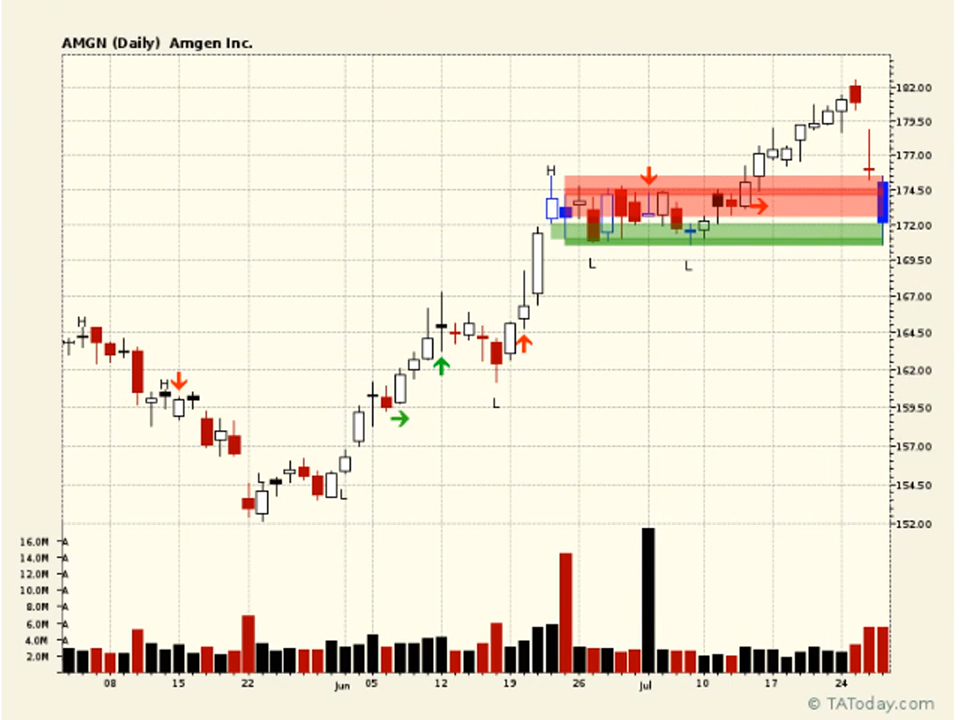 AMGN (Daily) Amgen Inc.
H
182.00
179.50
177.00
174.50
172.00
169.50
167.00
164.50
162.00
159.50
157.00
154.50
152.00
L
L
H
H
L
L
L
16.0M
14.0M
12.0M
10.0M
8.0M
6.0M
4.0M
2.0M
08 15 22 Jun 05 12 19 26 Jul 10 17 24
© TAToday.com